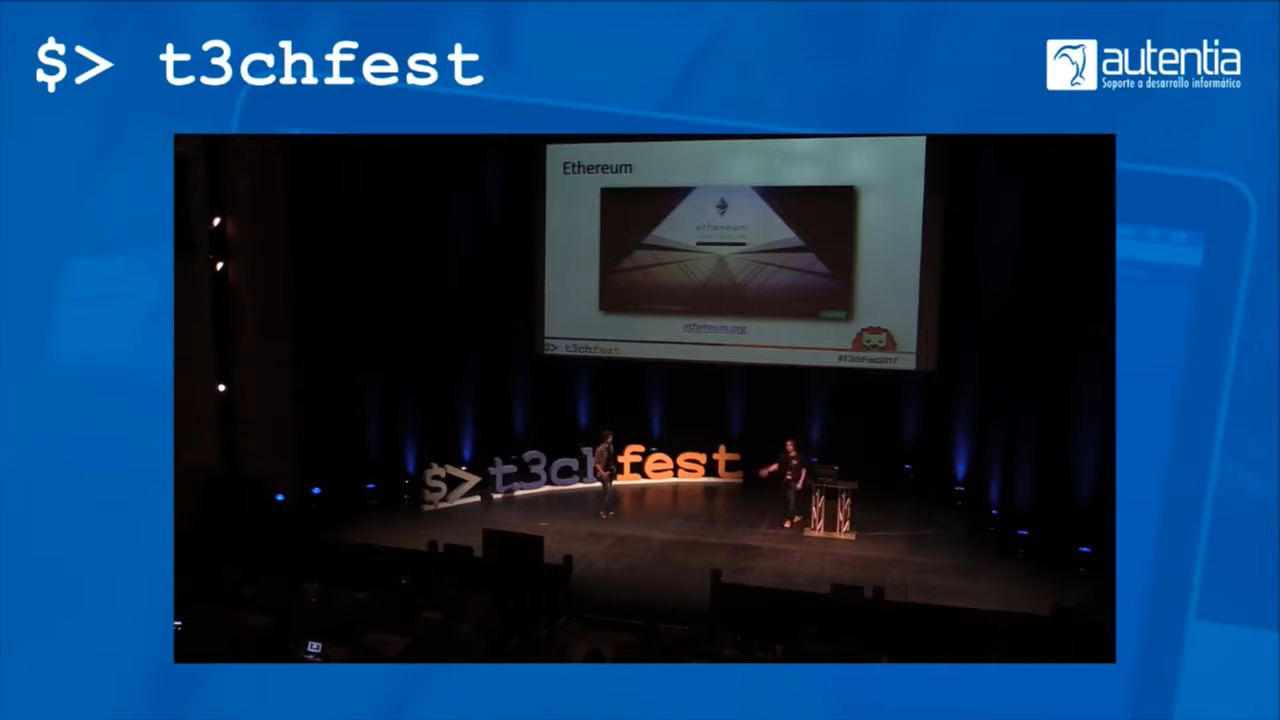 $> t3chfest
autentia
Soporte a desarrollo informático
Ethereum
ethereum
ethereum.org
$> t3chfest
#T3chFest2017
$> t3chfest